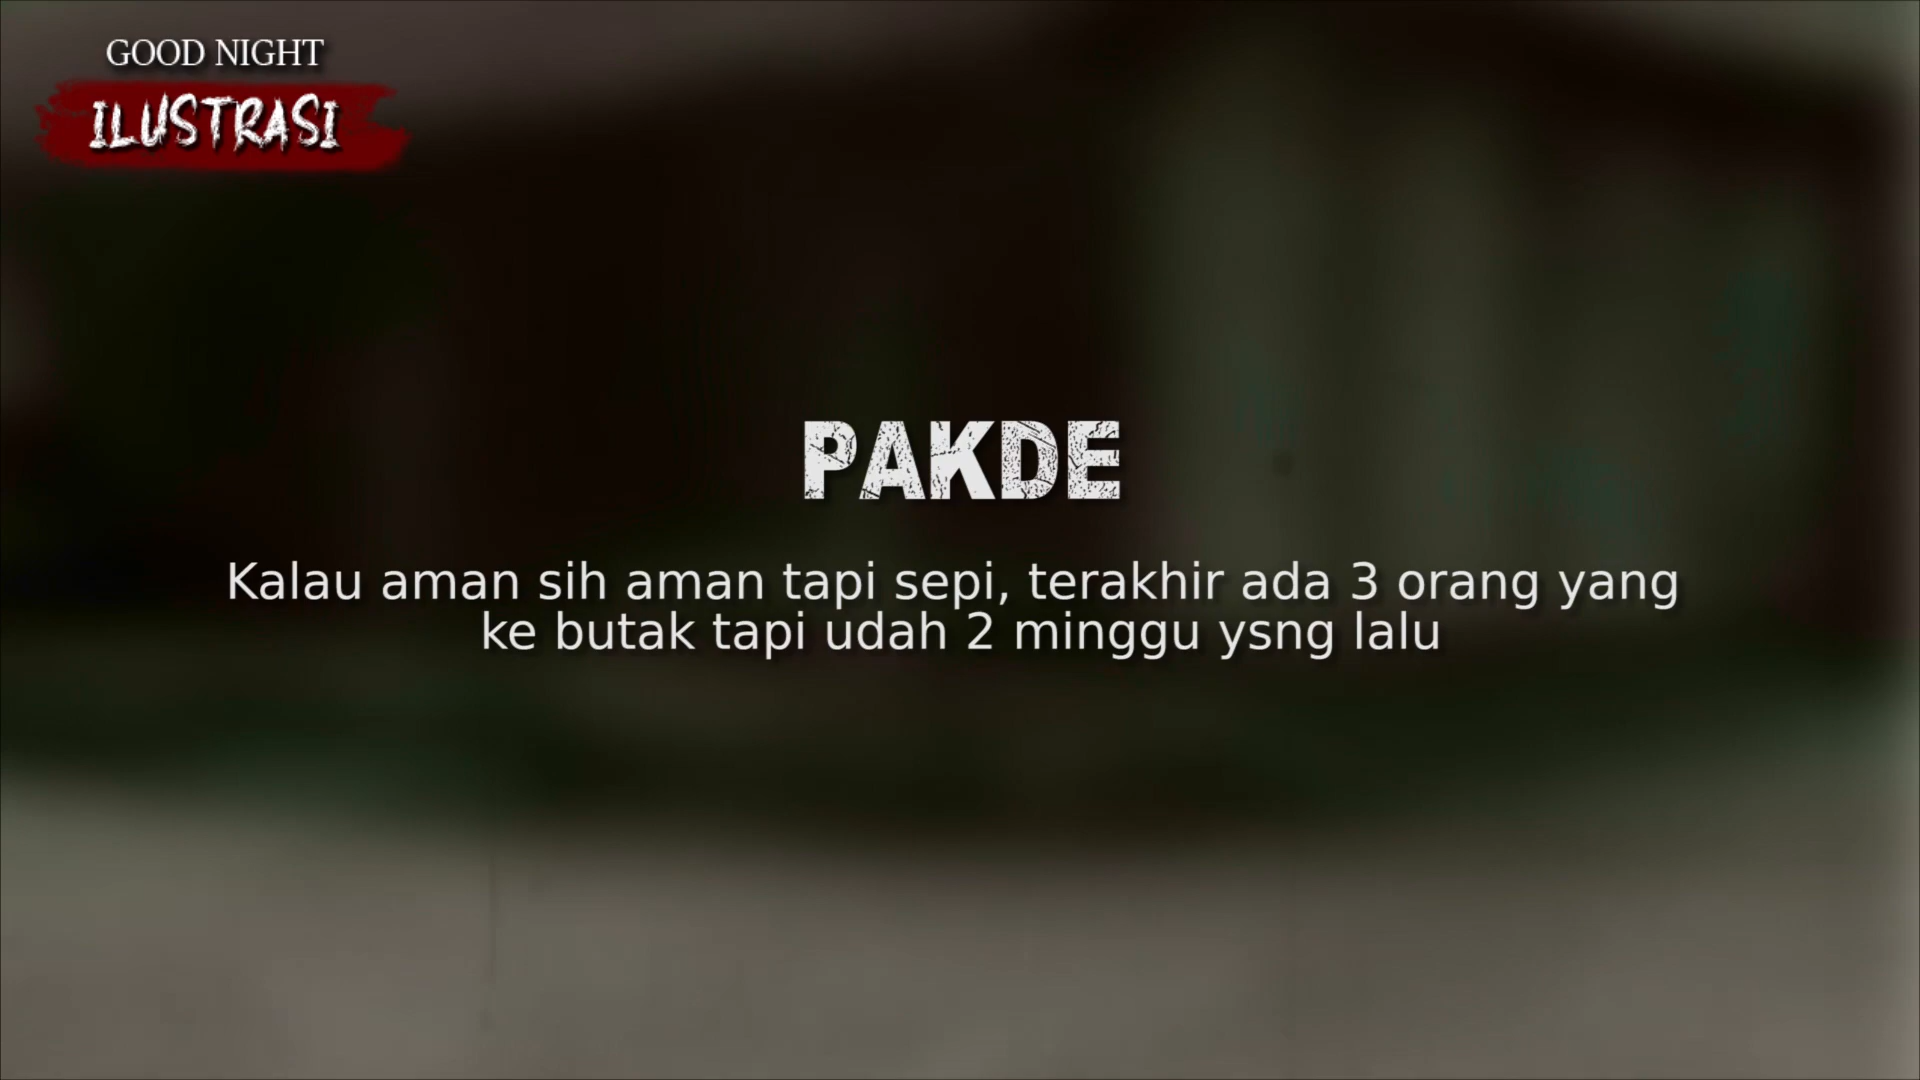 GOOD NIGHT
ILUSTRASI
PAKDE
Kalau aman sih aman tapi sepi, terakhir ada 3 orang yang
ke butak tapi udah 2 minggu ysng lalu